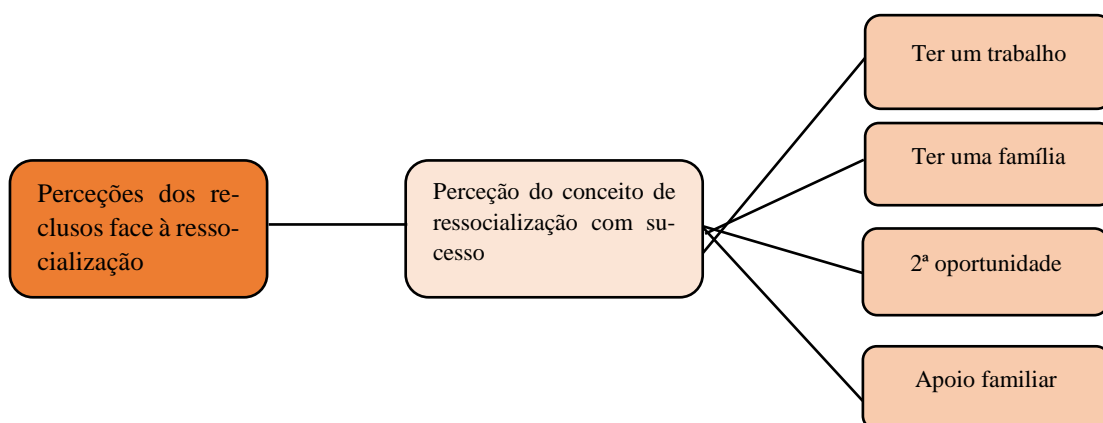 Perceções dos re-
clusos face à resso-
cialização
Perceção do conceito de
ressocialização com su-
cesso
Ter um trabalho
Ter uma família
2ª oportunidade
Apoio familiar